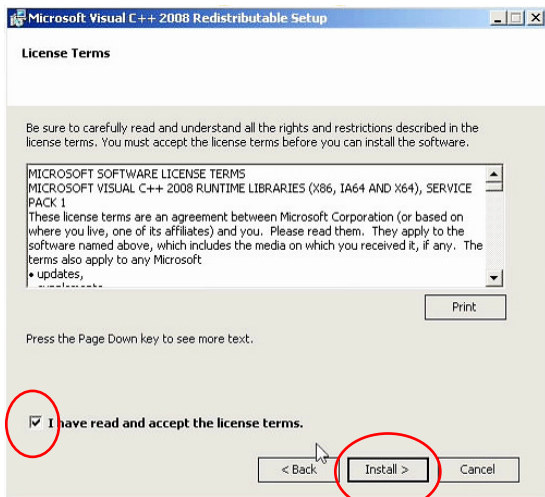 Microsoft Visual C++ 2008 Redistributable Setup
License Terms
Be sure to carefully read and understand all the rights and restrictions described in the
license terms. You must accept the license terms before you can install the software.
MICROSOFT SOFTWARE LICENSE TERMS
MICROSOFT VISUAL C++ 2008 RUNTIME LIBRARIES (X86, IA64 AND X64), SERVICE
PACK 1
These license terms are an agreement between Microsoft Corporation (or based on
where you live, one of its affiliates) and you. Please read them. They apply to the
software named above, which includes the media on which you received it, if any. The
terms also apply to any Microsoft
• updates,
Print
Press the Page Down key to see more text.
I have read and accept the license terms.
< Back
Install >
Cancel